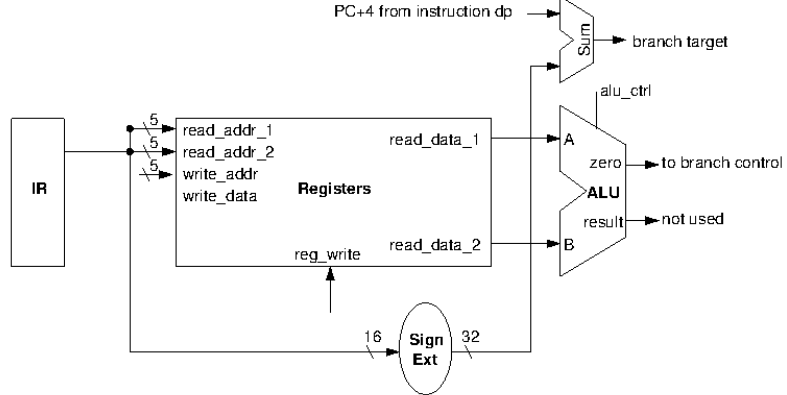 PC+4 from instruction dp
Sum
branch target
alu_ctrl
5
read_addr_1
read_data_1
A
5
read_addr_2
zero
to branch control
5
write_addr
IR
Registers
ALU
write_data
result
not used
read_data_2
B
reg_write
16
Sign
Ext
32